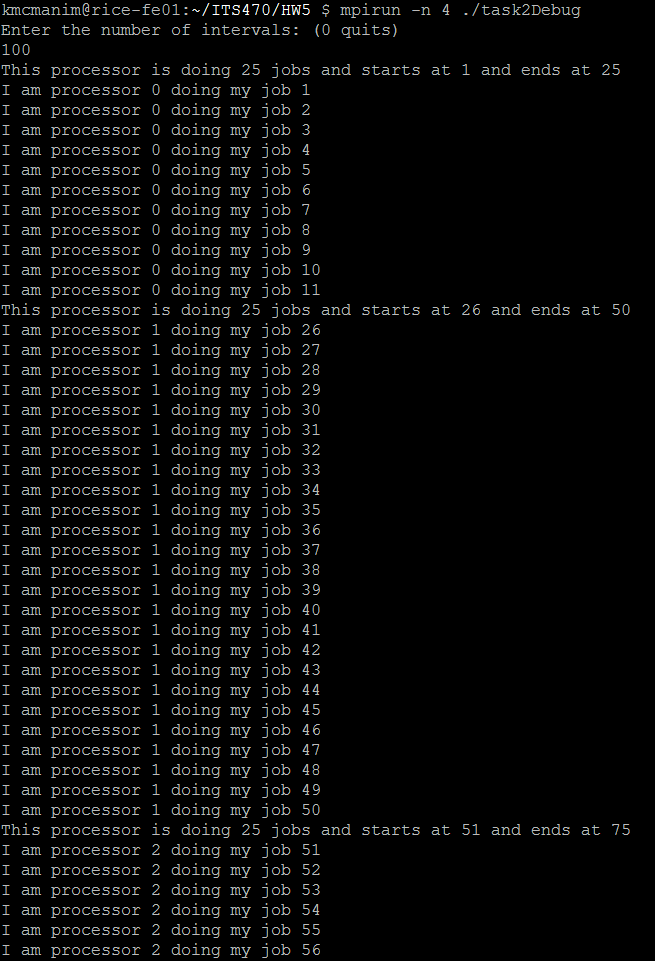 kmcmanim@rice-fe01:~/ITS470/HW5 $ mpirun -n 4 ./task2Debug
Enter the number of intervals: (0 quits)
100
This processor is doing 25 jobs and starts at 1 and ends at 25
I am processor 0 doing my job 1
I am processor 0 doing my job 2
I am processor 0 doing my job 3
I am processor 0 doing my job 4
I am processor 0 doing my job 5
I am processor 0 doing my job 6
I am processor 0 doing my job 7
I am processor 0 doing my job 8
I am processor 0 doing my job 9
I am processor 0 doing my job 10
I am processor 0 doing my job 11
This processor is doing 25 jobs and starts at 26 and ends at 50
I am processor 1 doing my job 26
I am processor 1 doing my job 27
I am processor 1 doing my job 28
I am processor 1 doing my job 29
I am processor 1 doing my job 30
I am processor 1 doing my job 31
I am processor 1 doing my job 32
I am processor 1 doing my job 33
I am processor 1 doing my job 34
I am processor 1 doing my job 35
I am processor 1 doing my job 36
I am processor 1 doing my job 37
I am processor 1 doing my job 38
I am processor 1 doing my job 39
I am processor 1 doing my job 40
I am processor 1 doing my job 41
I am processor 1 doing my job 42
I am processor 1 doing my job 43
I am processor 1 doing my job 44
I am processor 1 doing my job 45
I am processor 1 doing my job 46
I am processor 1 doing my job 47
I am processor 1 doing my job 48
I am processor 1 doing my job 49
I am processor 1 doing my job 50
This processor is doing 25 jobs and starts at 51 and ends at 75
I am processor 2 doing my job 51
I am processor 2 doing my job 52
I am processor 2 doing my job 53
I am processor 2 doing my job 54
I am processor 2 doing my job 55
I am processor 2 doing my job 56